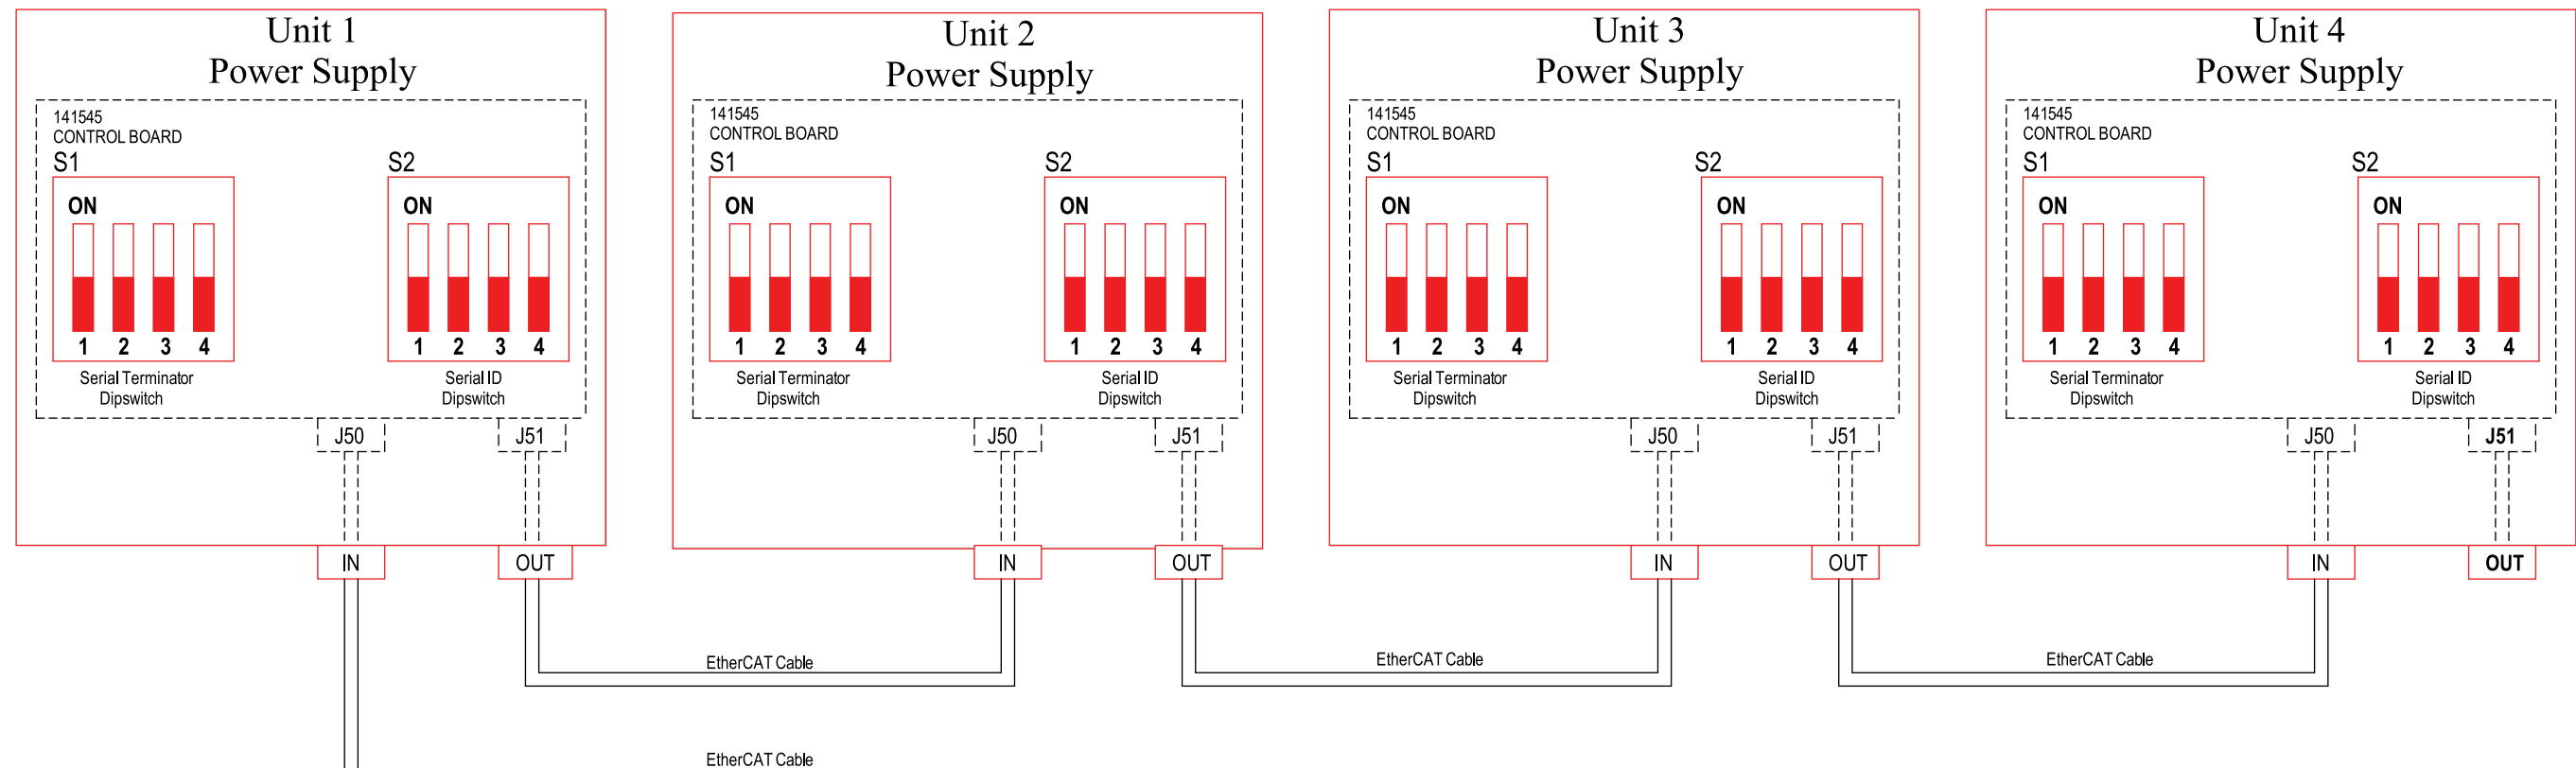 Unit 1
Power Supply
141545
CONTROL BOARD
S1
S2
ON
ON
1 2 3 4
1 2 3 4
Serial Terminator
Dipswitch
Serial ID
Dipswitch
J50
J51
IN
OUT
Unit 2
Power Supply
141545
CONTROL BOARD
S1
S2
ON
ON
1 2 3 4
1 2 3 4
Serial Terminator
Dipswitch
Serial ID
Dipswitch
J50
J51
IN
OUT
Unit 3
Power Supply
141545
CONTROL BOARD
S1
S2
ON
ON
1 2 3 4
1 2 3 4
Serial Terminator
Dipswitch
Serial ID
Dipswitch
J50
J51
IN
OUT
Unit 4
Power Supply
141545
CONTROL BOARD
S1
S2
ON
ON
1 2 3 4
1 2 3 4
Serial Terminator
Dipswitch
Serial ID
Dipswitch
J50
J51
IN
OUT
EtherCAT Cable
EtherCAT Cable
EtherCAT Cable
EtherCAT Cable